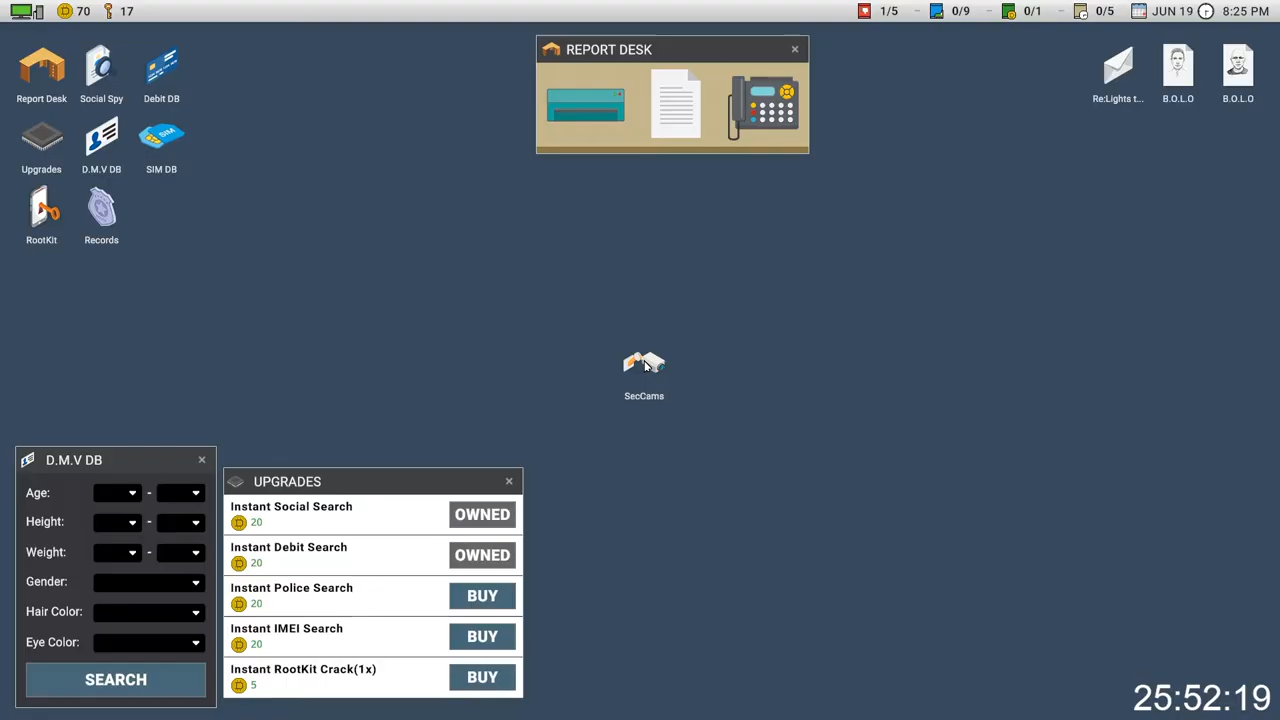 70 17 1/5 0/9 0/1 0/5 JUN 19 8:25 PM
REPORT DESK
Report Desk Social Spy Debit DB
B.O.L.O B.O.L.O
Upgrades D.M.V DB SIM DB
SIM
RootKit Records
SecCams
D.M.V DB
Age: -
Height: -
Weight: -
Gender:
Hair Color:
Eye Color:
SEARCH
UPGRADES
Instant Social Search
20
OWNED
Instant Debit Search
20
OWNED
Instant Police Search
20
BUY
Instant IMEI Search
20
BUY
Instant RootKit Crack(1x)
5
BUY
25:52:19